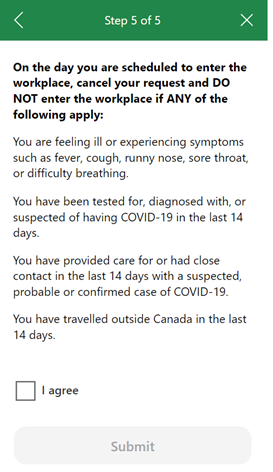 Step 5 of 5
On the day you are scheduled to enter the
workplace, cancel your request and DO
NOT enter the workplace if ANY of the
following apply:
You are feeling ill or experiencing symptoms
such as fever, cough, runny nose, sore throat,
or difficulty breathing.
You have been tested for, diagnosed with, or
suspected of having COVID-19 in the last 14
days.
You have provided care for or had close
contact in the last 14 days with a suspected,
probable or confirmed case of COVID-19.
You have travelled outside Canada in the last
14 days.
I agree
Submit